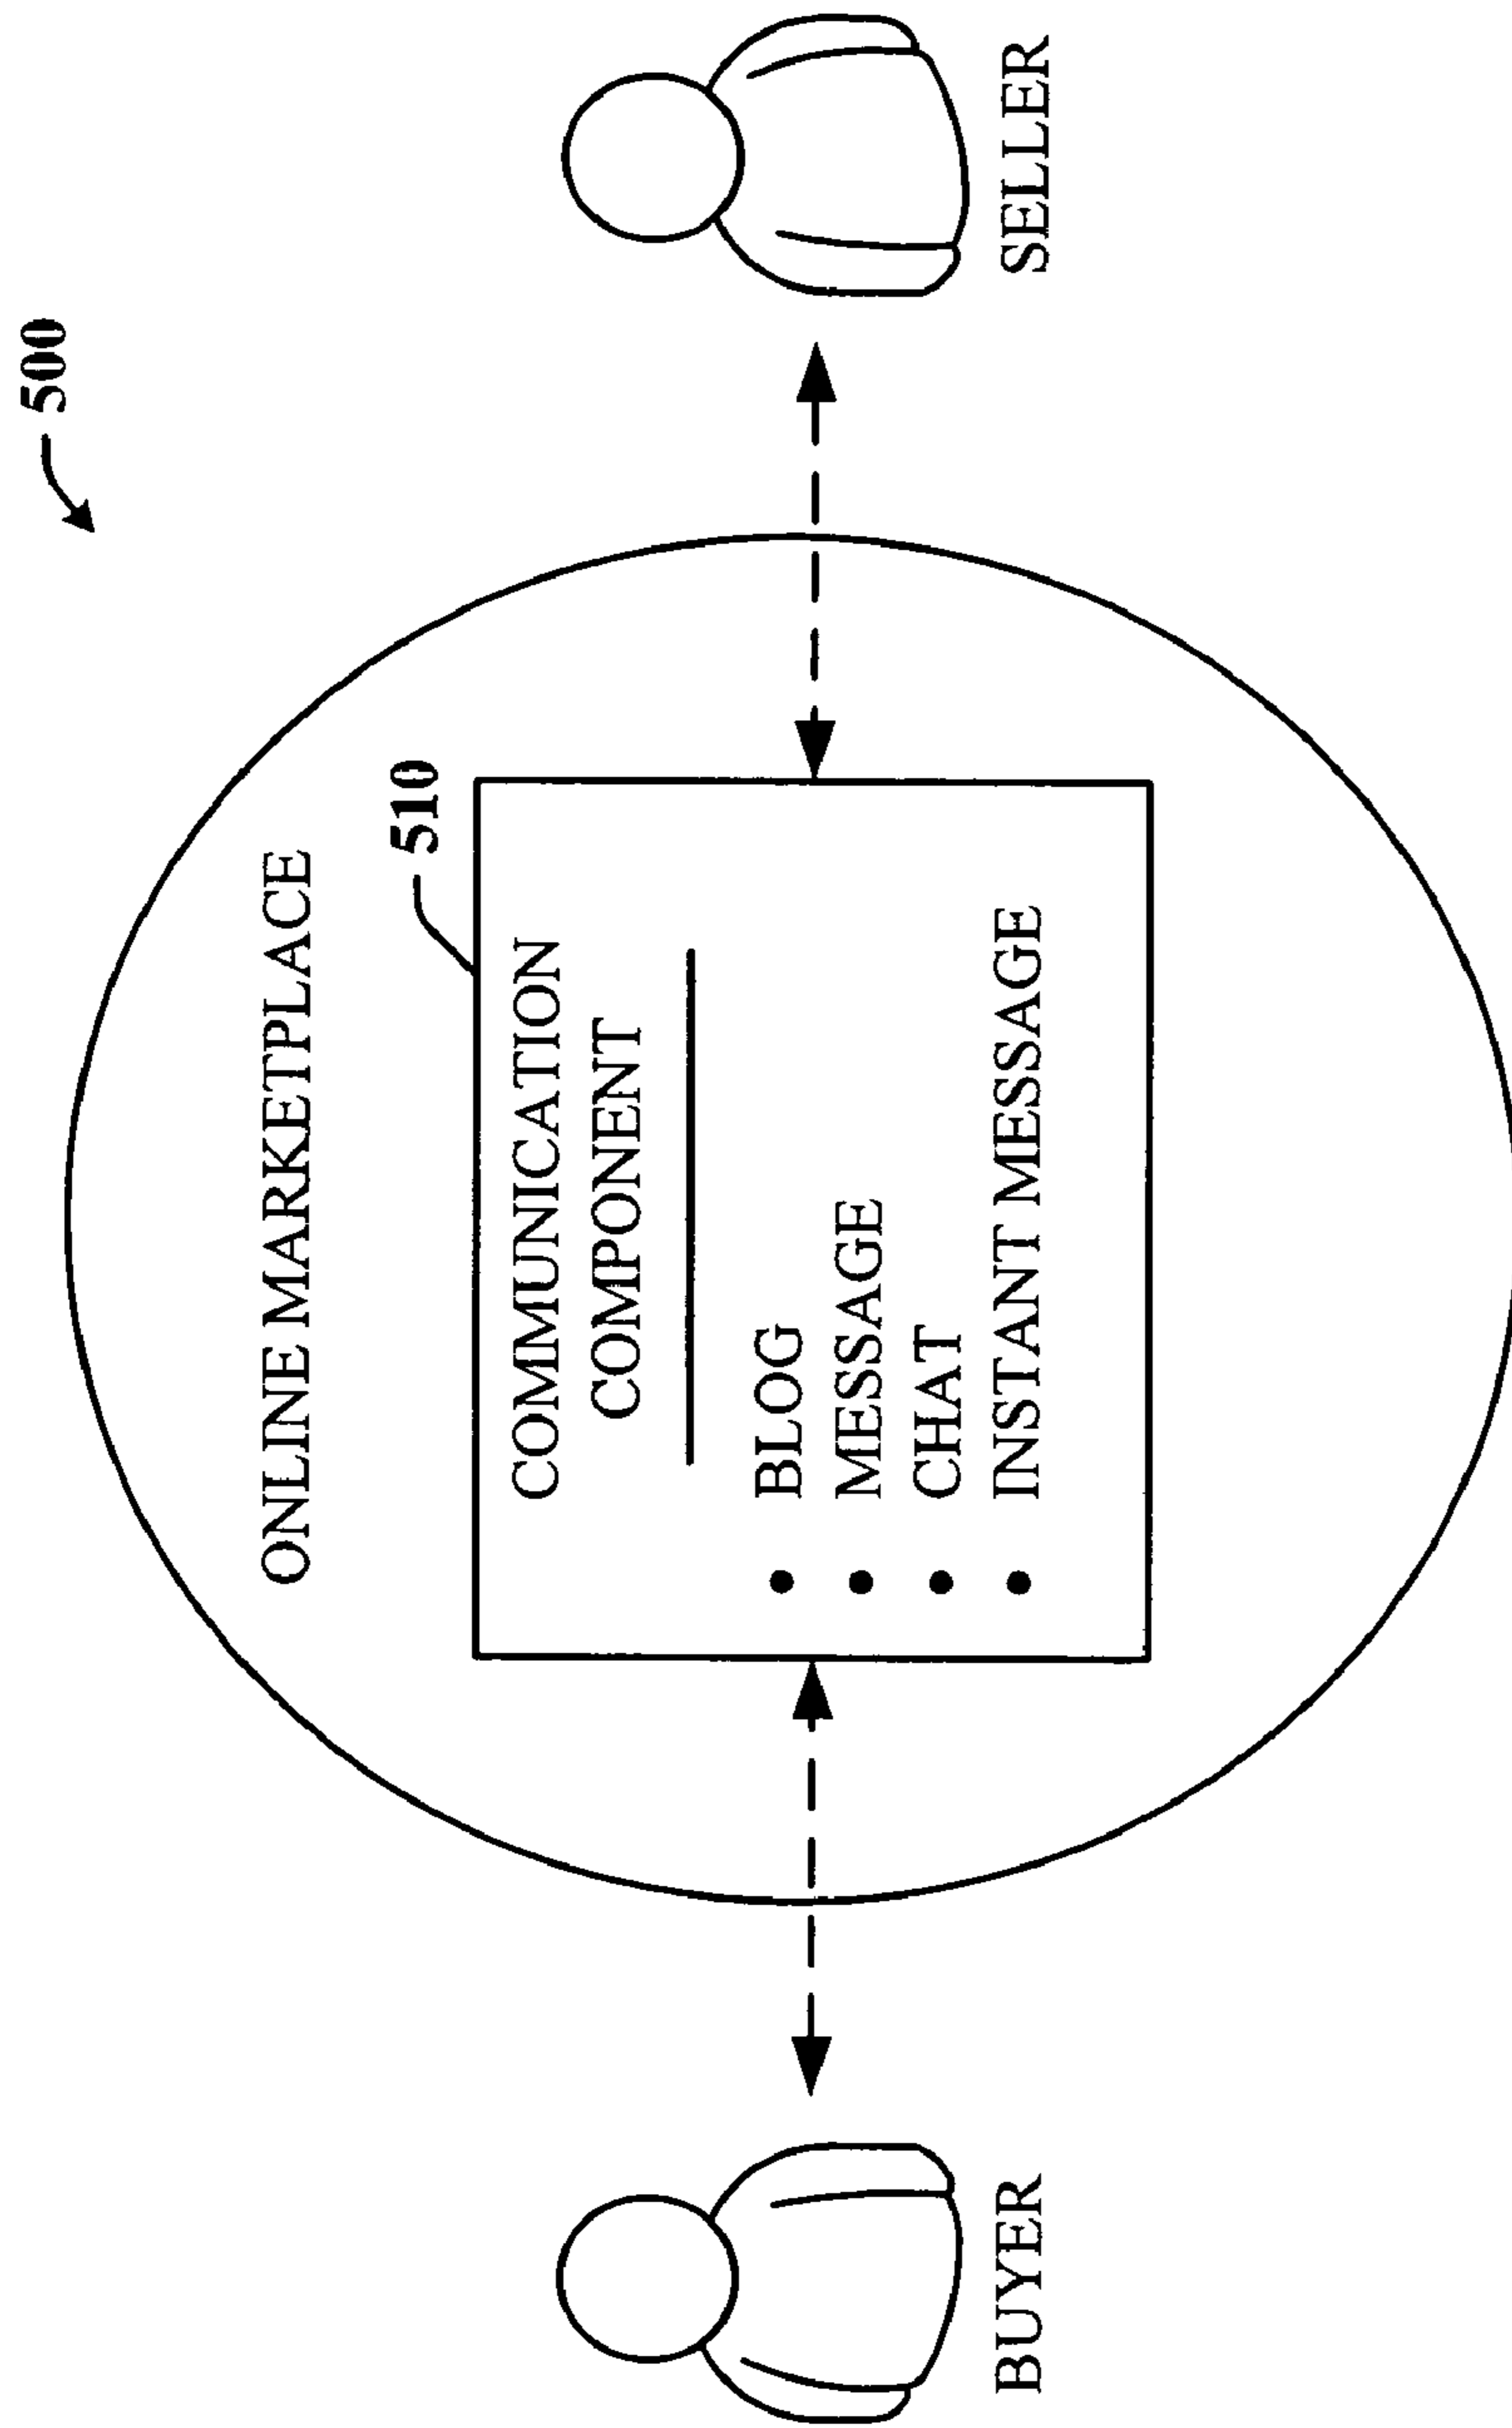 500
ONLINE MARKETPLACE
510
COMMUNICATION
COMPONENT
• BLOG
• MESSAGE
• CHAT
• INSTANT MESSAGE
BUYER
SELLER